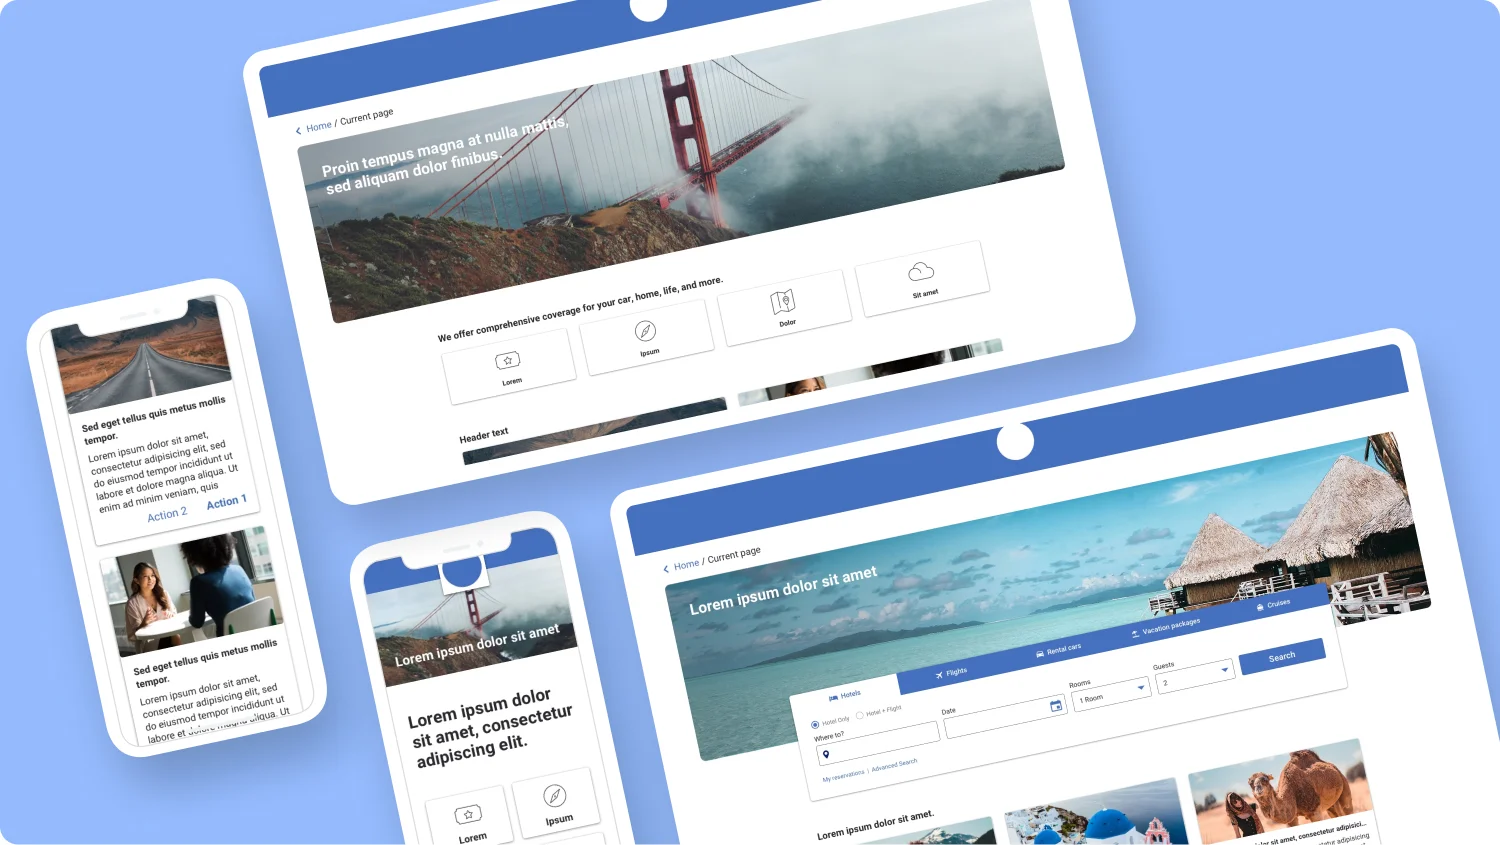 Home / Current page
Proin tempus magna at nulla mattis,
sed aliquam dolor finibus.
We offer comprehensive coverage for your car, home, life, and more.
Lorem
Ipsum
Dolor
Sit amet
Header text
Sed eget tellus quis metus mollis
tempor.
Lorem ipsum dolor sit amet,
consectetur adipisicing elit, sed
do eiusmod tempor incididunt ut
labore et dolore magna aliqua. Ut
enim ad minim veniam, quis
Action 2 Action 1
Sed eget tellus quis metus mollis
tempor.
Lorem ipsum dolor sit amet,
consectetur adipisicing elit, sed
do eiusmod tempor incididunt ut
labore et dolore magna aliqua. Ut
Lorem ipsum dolor sit amet
Lorem ipsum dolor
sit amet, consectetur
adipiscing elit.
Lorem
Ipsum
Home / Current page
Lorem ipsum dolor sit amet
Hotels
Flights
Rental cars
Vacation packages
Cruises
Hotel Only Hotel + Flight
Where to?
Date
Rooms
1 Room
Guests
2
Search
My reservations | Advanced Search
Lorem ipsum dolor sit amet.
dolor sit amet, consectetur adipisici...
dolor sit amet, consectetur adipisicing